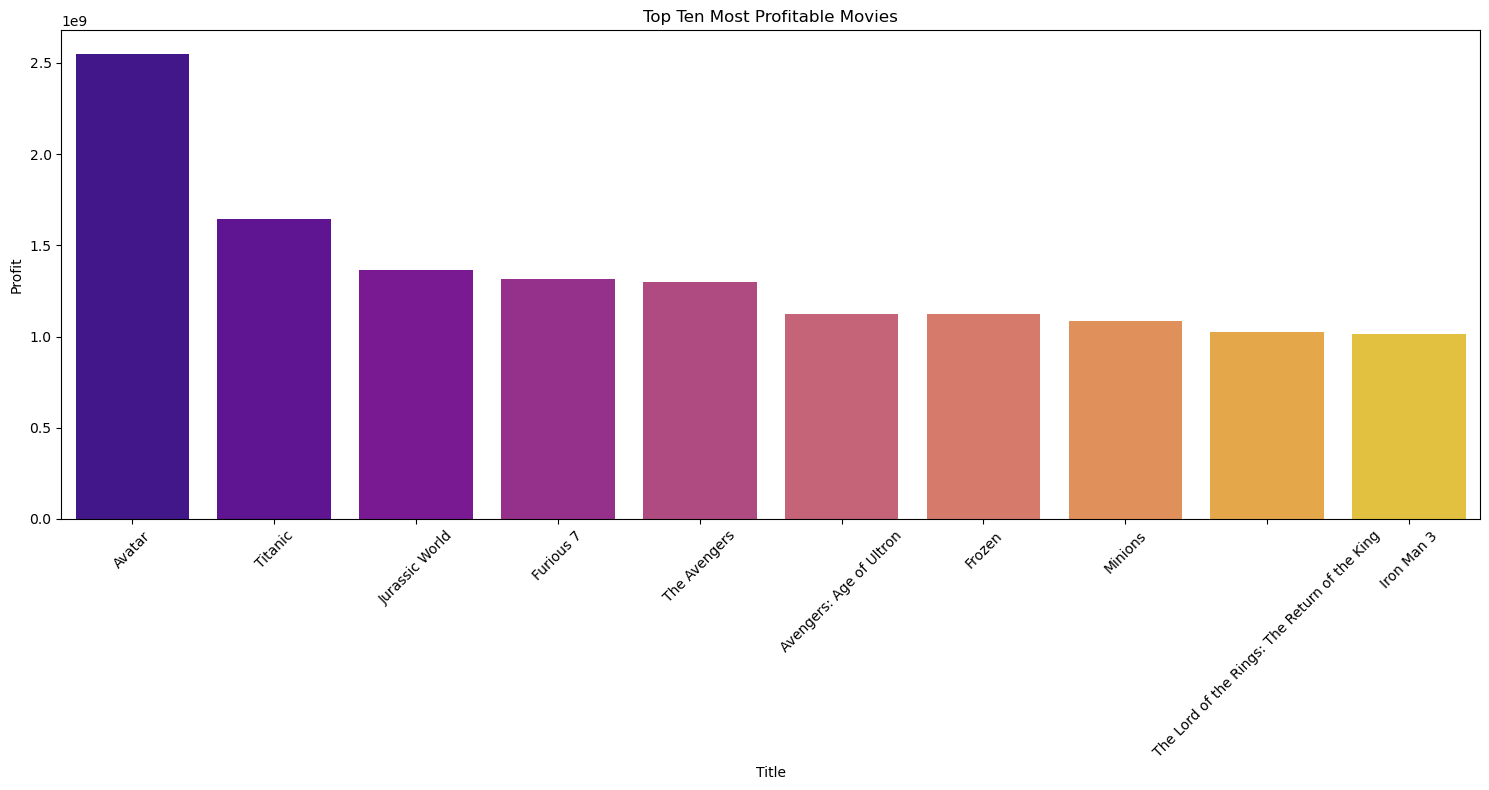 Top Ten Most Profitable Movies
1e9
2.5
2.0
1.5
1.0
0.5
0.0
Profit
Avatar
Titanic
Jurassic World
Furious 7
The Avengers
Avengers: Age of Ultron
Frozen
Minions
The Lord of the Rings: The Return of the King
Iron Man 3
Title